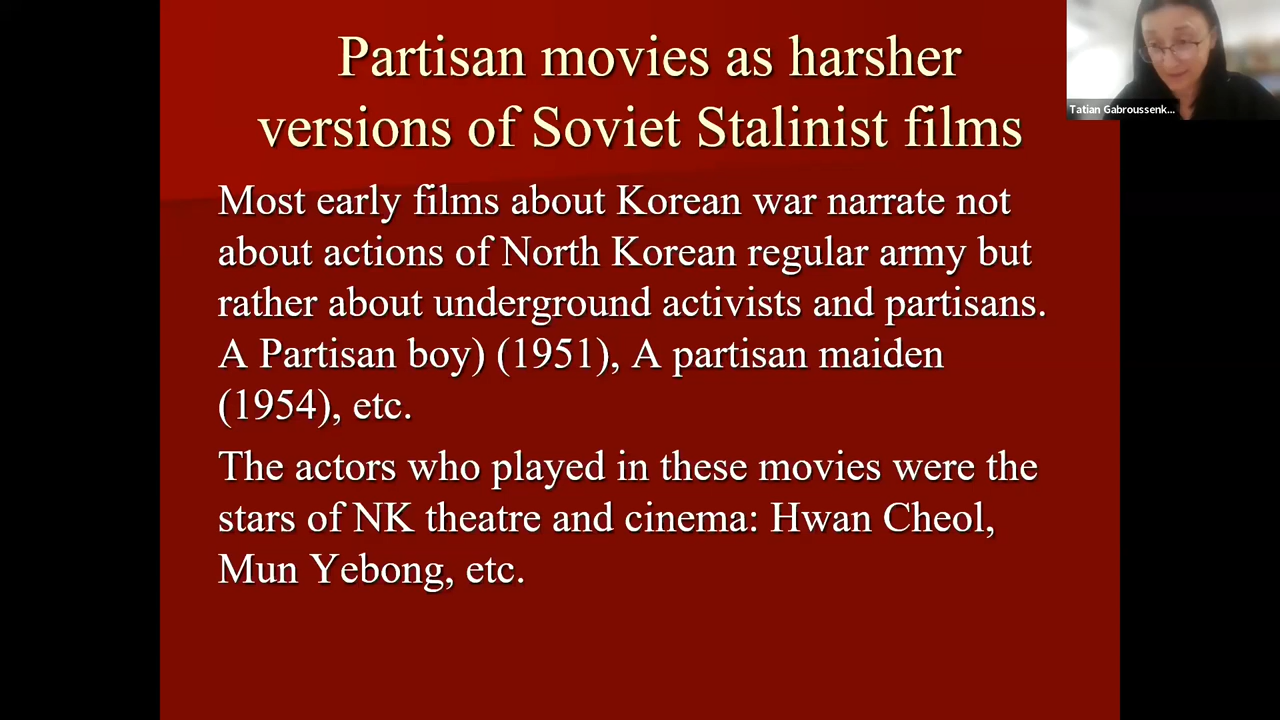 Partisan movies as harsher
versions of Soviet Stalinist films
Tatian Gabroussenk...
Most early films about Korean war narrate not
about actions of North Korean regular army but
rather about underground activists and partisans.
A Partisan boy) (1951), A partisan maiden
(1954), etc.
The actors who played in these movies were the
stars of NK theatre and cinema: Hwan Cheol,
Mun Yebong, etc.